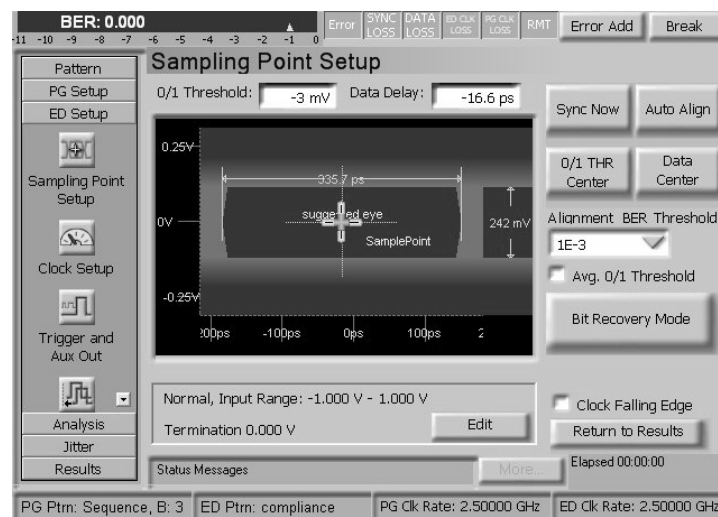 BER: 0.000
-11 -10 -9 -8 -7 -6 -5 -4 -3 -2 -1 0
Error
SYNC LOSS
DATA LOSS
ED CLK LOSS
PG CLK LOSS
RMT
Error Add
Break
Pattern
PG Setup
ED Setup
Sampling Point Setup
Clock Setup
Trigger and Aux Out
Analysis
Jitter
Results
Sampling Point Setup
0/1 Threshold: -3 mV Data Delay: -16.6 ps
0.25V
335.7 ps
suggested eye
0V
242 mV
SamplePoint
-0.25V
200ps -100ps 0ps 100ps 2
Sync Now
Auto Align
0/1 THR Center
Data Center
Alignment BER Threshold
1E-3
Avg. 0/1 Threshold
Bit Recovery Mode
Normal, Input Range: -1.000 V - 1.000 V
Termination 0.000 V
Edit
Clock Falling Edge
Return to Results
Status Messages
More...
Elapsed 00:00:00
PG Ptrn: Sequence, B: 3
ED Ptrn: compliance
PG Clk Rate: 2.50000 GHz
ED Clk Rate: 2.50000 GHz